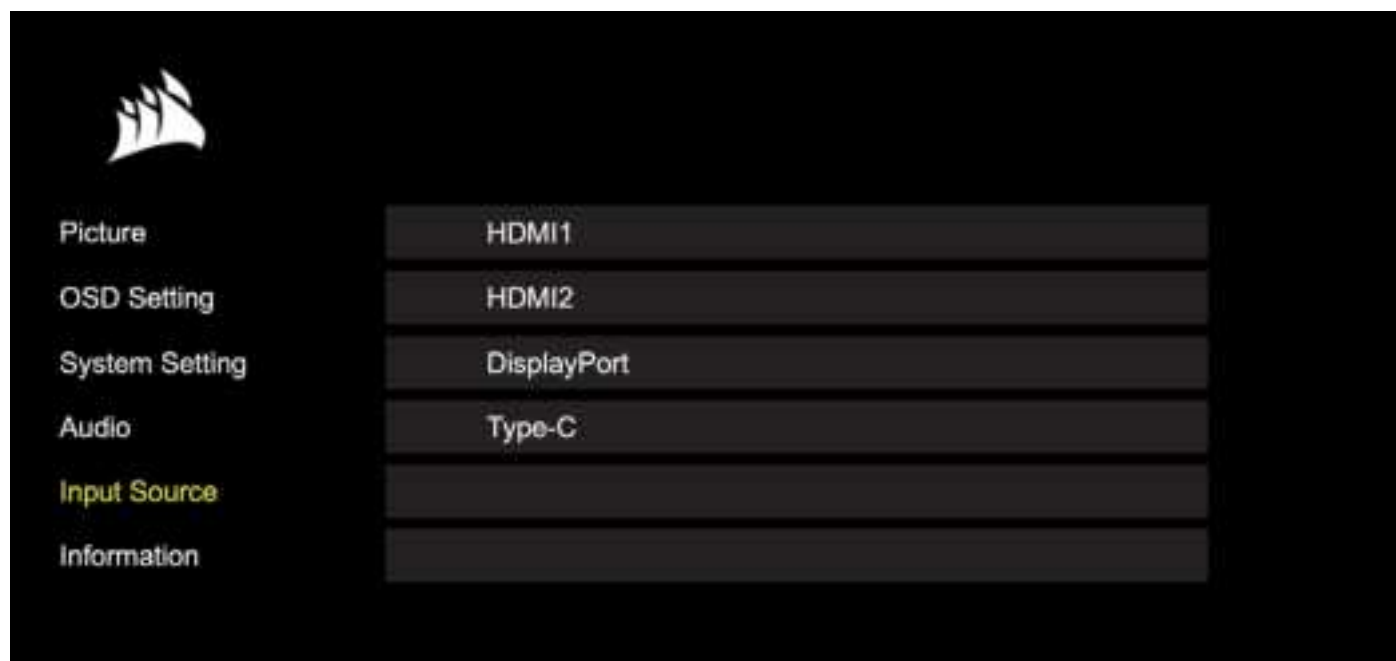 Picture
HDMI1
OSD Setting
HDMI2
System Setting
DisplayPort
Audio
Type-C
Input Source
Information